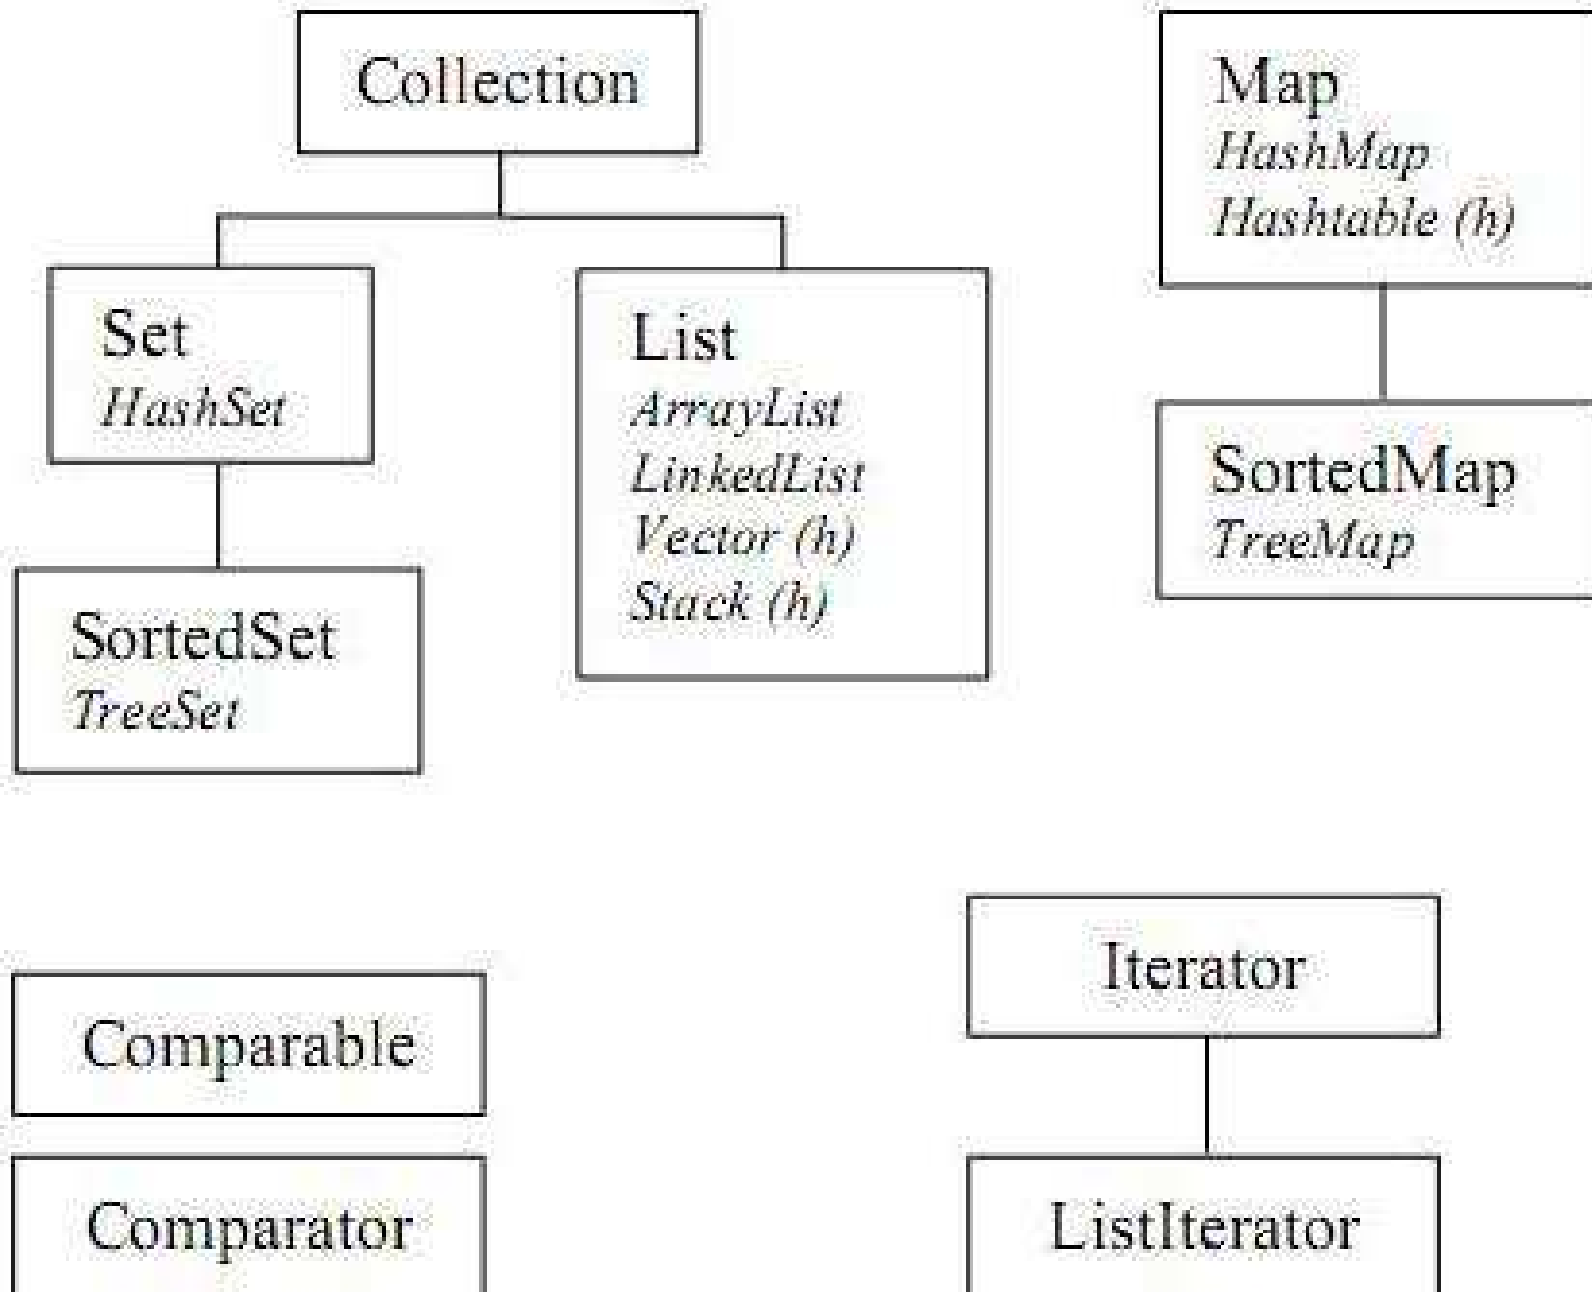 Collection
Set
HashSet
SortedSet
TreeSet
List
ArrayList
LinkedList
Vector (h)
Stack (h)
Map
HashMap
Hashtable (h)
SortedMap
TreeMap
Comparable
Comparator
Iterator
ListIterator